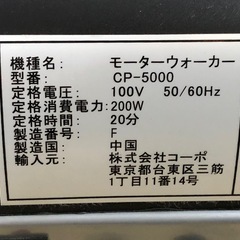 機種名: モーターウォーカー
型番: CP-5000
定格電圧: 100V 50/60Hz
定格消費電力: 200W
定格時間: 20分
製造番号: F
製造国: 中国
輸入元: 株式会社コーポ
東京都台東区三筋
1丁目11番14号